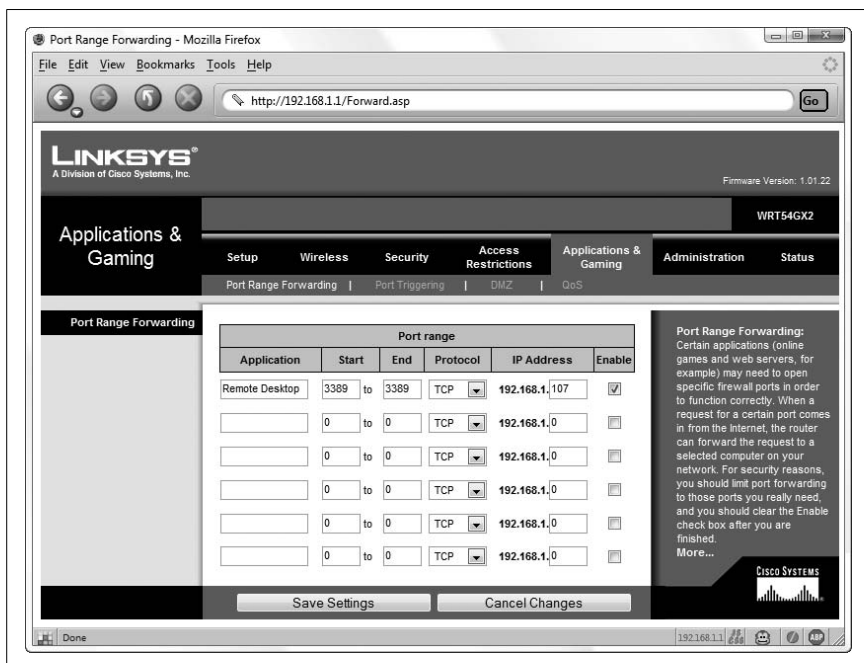 Port Range Forwarding - Mozilla Firefox
File Edit View Bookmarks Tools Help
http://192.168.1.1/Forward.asp
Go
LINKSYS®
A Division of Cisco Systems, Inc.
Firmware Version: 1.01.22
WRT54GX2
Applications & Gaming
Setup Wireless Security Access Restrictions Applications & Gaming Administration Status
Port Range Forwarding | Port Triggering | DMZ | QoS
Port Range Forwarding
Port range
Application Start End Protocol IP Address Enable
Remote Desktop 3389 to 3389 TCP 192.168.1.107
0 to 0 TCP 192.168.1.0
0 to 0 TCP 192.168.1.0
0 to 0 TCP 192.168.1.0
0 to 0 TCP 192.168.1.0
0 to 0 TCP 192.168.1.0
Save Settings Cancel Changes
Port Range Forwarding:
Certain applications (online
games and web servers, for
example) may need to open
specific firewall ports in order
to function correctly. When a
request for a certain port comes
in from the Internet, the router
can forward the request to a
selected computer on your
network. For security reasons,
you should limit port forwarding
to those ports you really need,
and you should clear the Enable
check box after you are
finished.
More...
CISCO SYSTEMS
Done
192.168.1.1
ABP